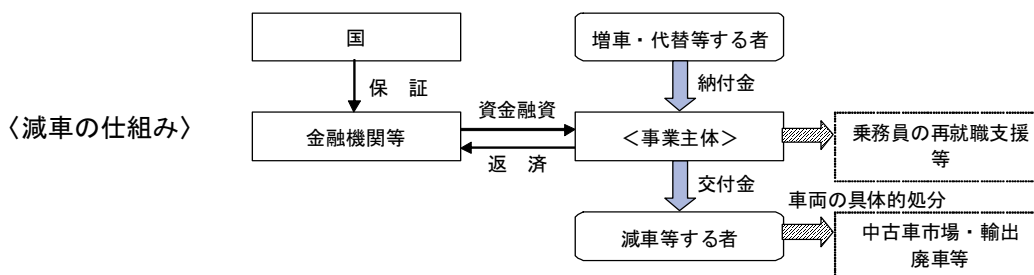 国
増車・代替等する者
保　証
納付金
〈減車の仕組み〉
資金融資
金融機関等
＜事業主体＞
乗務員の再就職支援
等
返　済
交付金
車両の具体的処分
減車等する者
中古車市場・輸出
廃車等